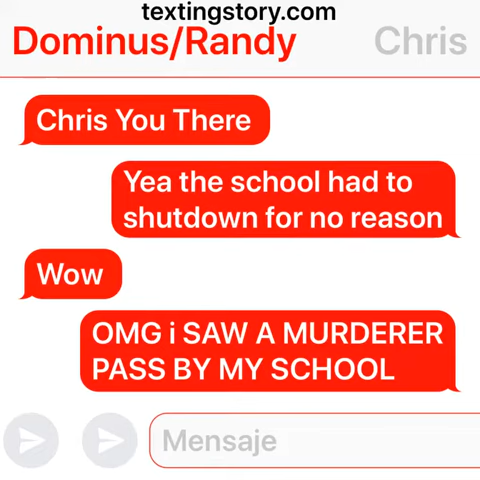 textingstory.com
Dominus/Randy Chris
Chris You There
Yea the school had to
shutdown for no reason
Wow
OMG i SAW A MURDERER
PASS BY MY SCHOOL
Mensaje